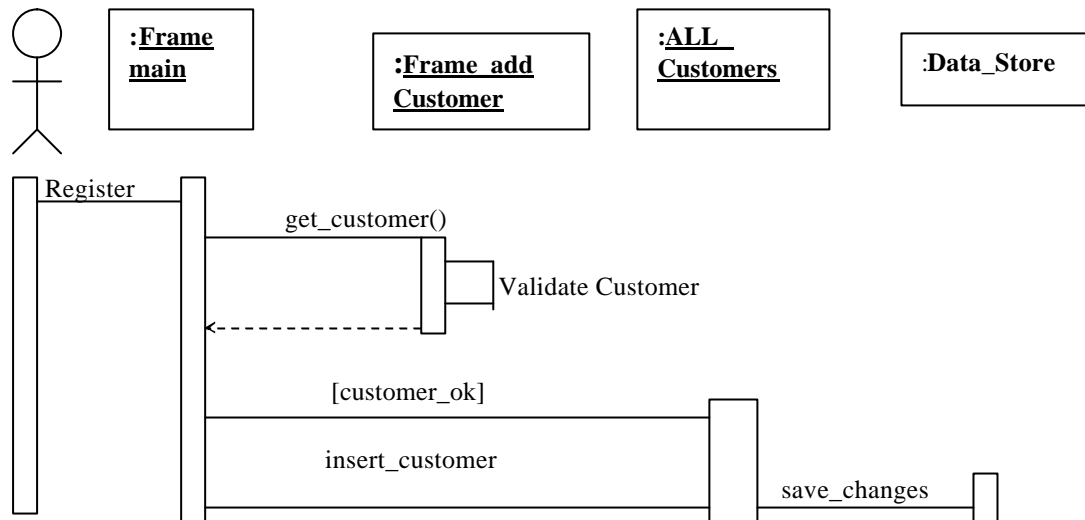 :Frame
main
:Frame_add
Customer
:ALL_
Customers
:Data_Store
Register
get_customer()
Validate Customer
[customer_ok]
insert_customer
save_changes